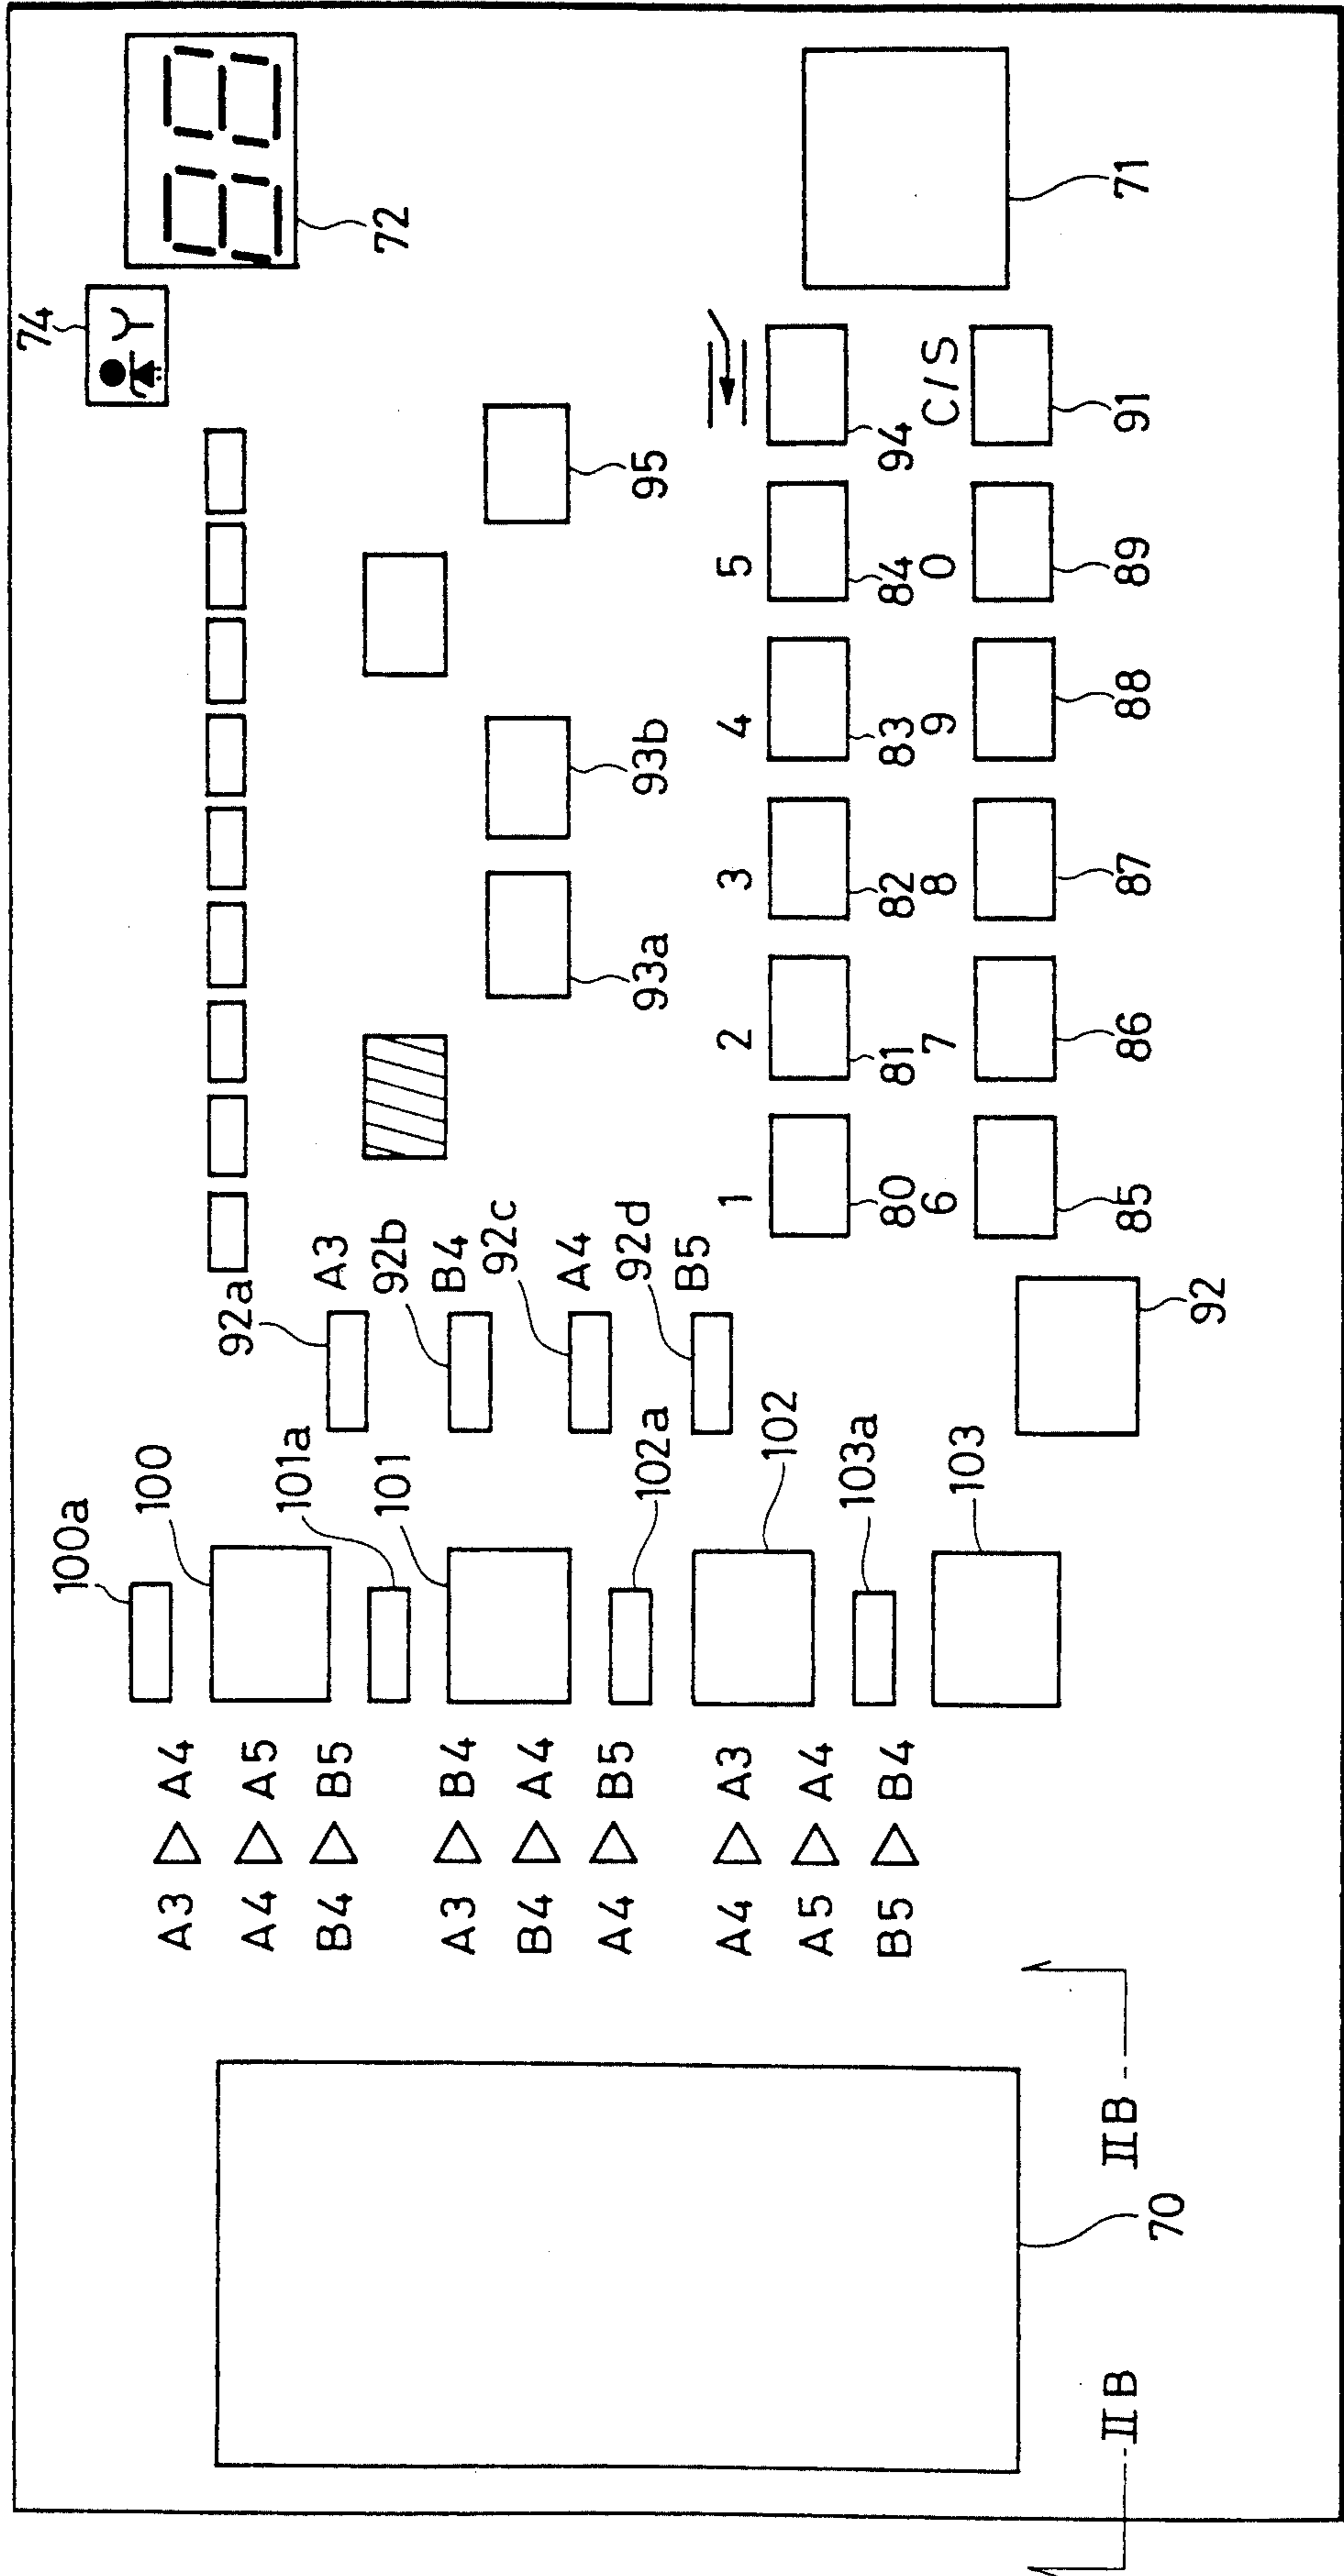 74
100a
100
A3 ▷ A4
A4 ▷ A5
B4 ▷ B5
101a
101
A3 ▷ B4
B4 ▷ A4
A4 ▷ B5
102a
102
A4 ▷ A3
A5 ▷ A4
B5 ▷ B4
103a
103
92a
A3
92b
B4
92c
A4
92d
B5
88
72
93a 93b 95
1 2 3 4 5
80 81 82 83 84 94
6 7 8 9 0 C/S
85 86 87 88 89 91
71
92
IIB IIB
70